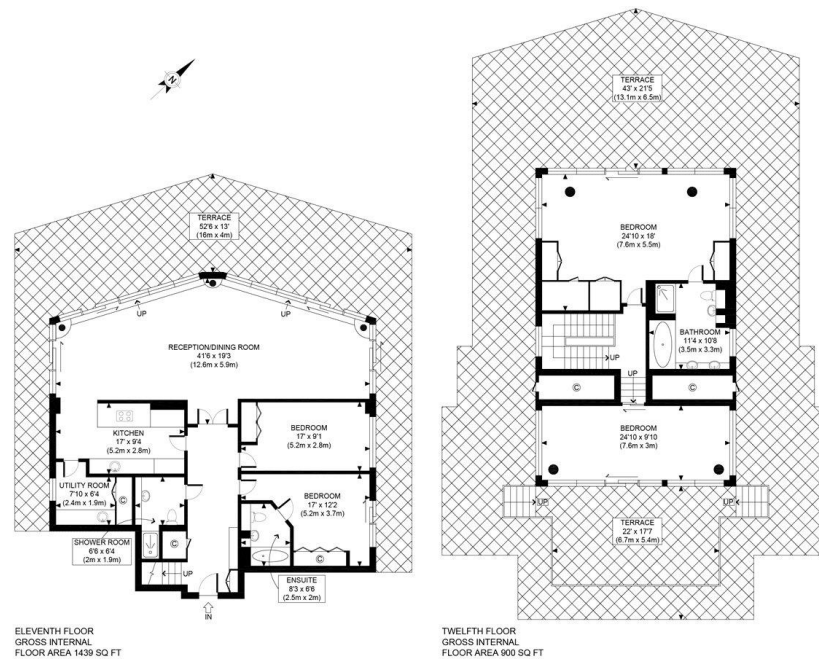 N
TERRACE
52'6 x 13'
(16m x 4m)
UP
UP
RECEPTION/DINING ROOM
41'6 x 19'3
(12.6m x 5.9m)
KITCHEN
17' x 9'4
(5.2m x 2.8m)
BEDROOM
17' x 9'1
(5.2m x 2.8m)
UTILITY ROOM
7'10 x 6'4
(2.4m x 1.9m)
C
BEDROOM
17' x 12'2
(5.2m x 3.7m)
SHOWER ROOM
6'6 x 6'4
(2m x 1.9m)
C
C
UP
ENSUITE
8'3 x 6'6
(2.5m x 2m)
IN
ELEVENTH FLOOR
GROSS INTERNAL
FLOOR AREA 1439 SQ FT
TERRACE
43' x 21'5
(13.1m x 6.5m)
BEDROOM
24'10 x 18'
(7.6m x 5.5m)
BATHROOM
11'4 x 10'8
(3.5m x 3.3m)
UP
UP
C
C
BEDROOM
24'10 x 9'10
(7.6m x 3m)
UP
UP
TERRACE
22' x 17'7
(6.7m x 5.4m)
TWELFTH FLOOR
GROSS INTERNAL
FLOOR AREA 900 SQ FT